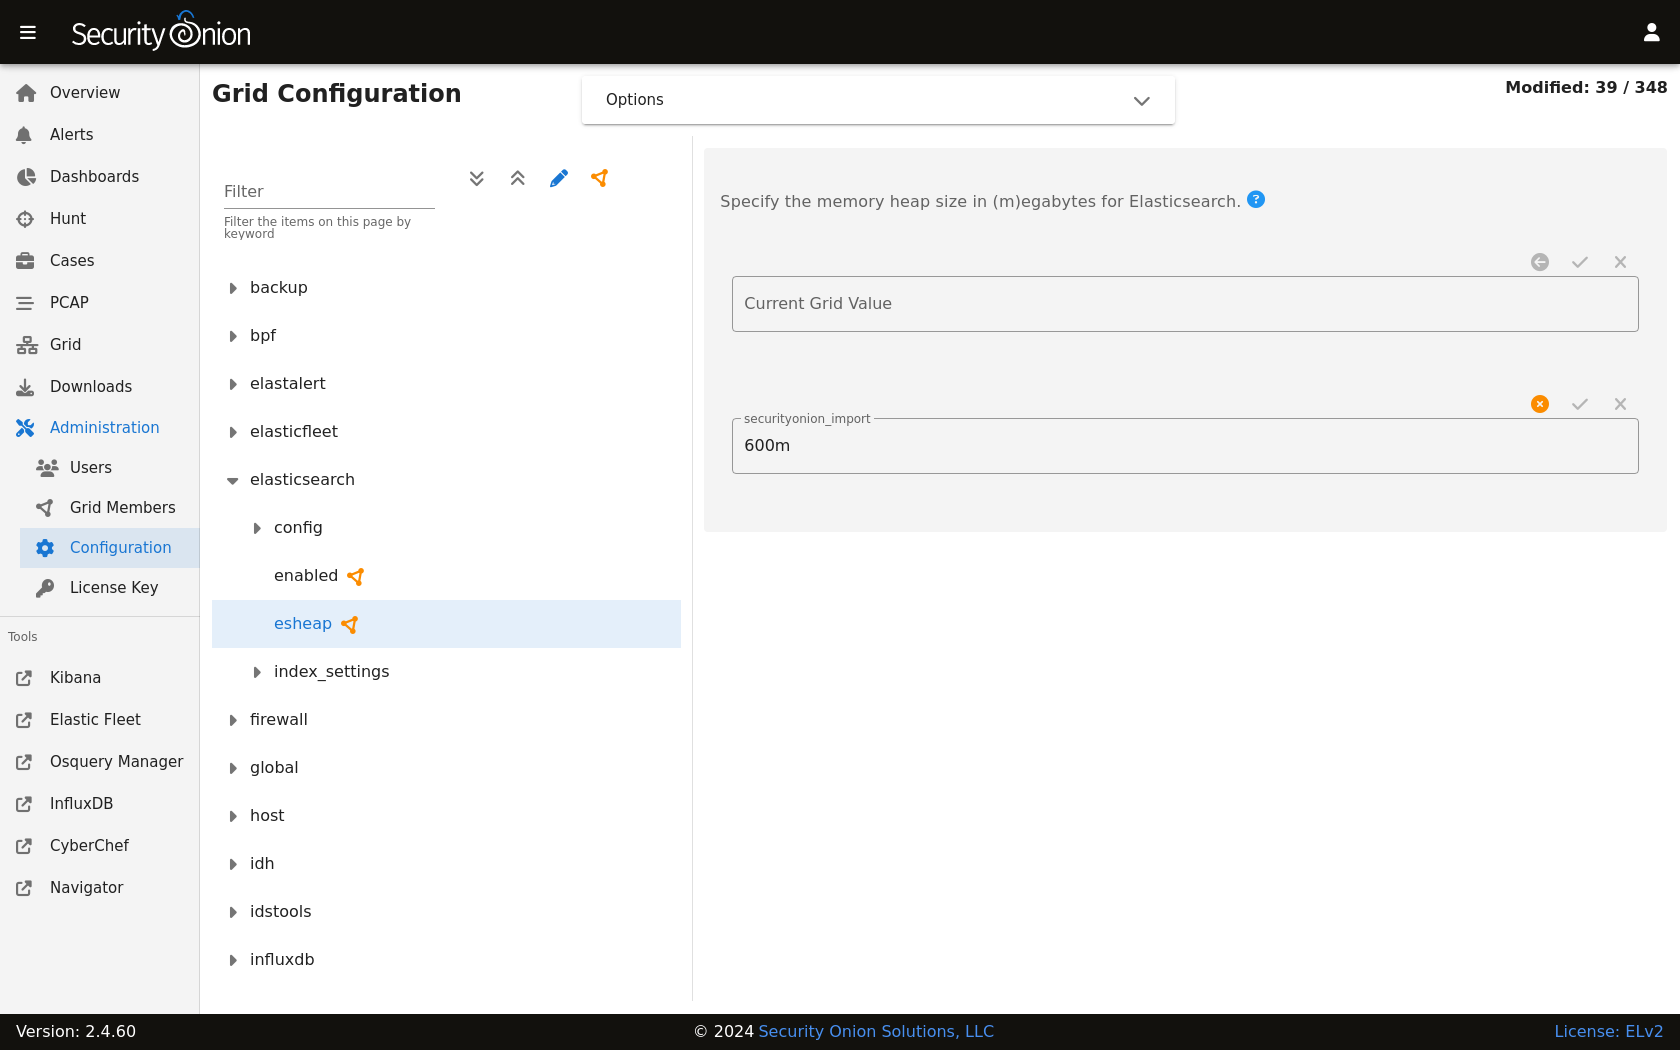 Security Onion
Overview
Alerts
Dashboards
Hunt
Cases
PCAP
Grid
Downloads
Administration
Users
Grid Members
Configuration
License Key
Tools
Kibana
Elastic Fleet
Osquery Manager
InfluxDB
CyberChef
Navigator
Grid Configuration
Options
Modified: 39 / 348
Filter
Filter the items on this page by
keyword
backup
bpf
elastalert
elasticfleet
elasticsearch
config
enabled
esheap
index_settings
firewall
global
host
idh
idstools
influxdb
Specify the memory heap size in (m)egabytes for Elasticsearch. ?
Current Grid Value
securityonion_import
600m
Version: 2.4.60
© 2024 Security Onion Solutions, LLC
License: ELv2